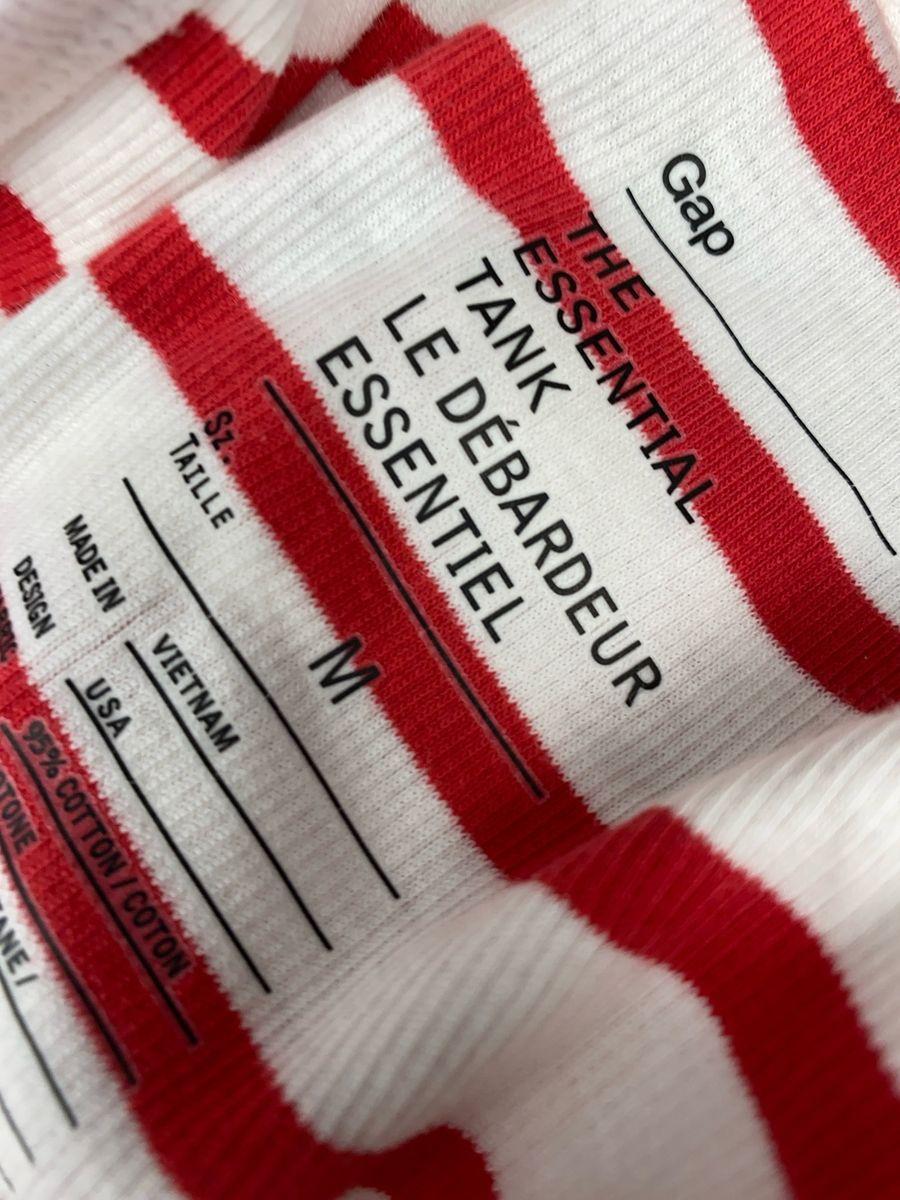 Gap
THE
ESSENTIAL
TANK
LE DÉBARDEUR
ESSENTIEL
Sz.
TAILLE
M
MADE IN
VIETNAM
DESIGN
USA
95% COTTON / COTON